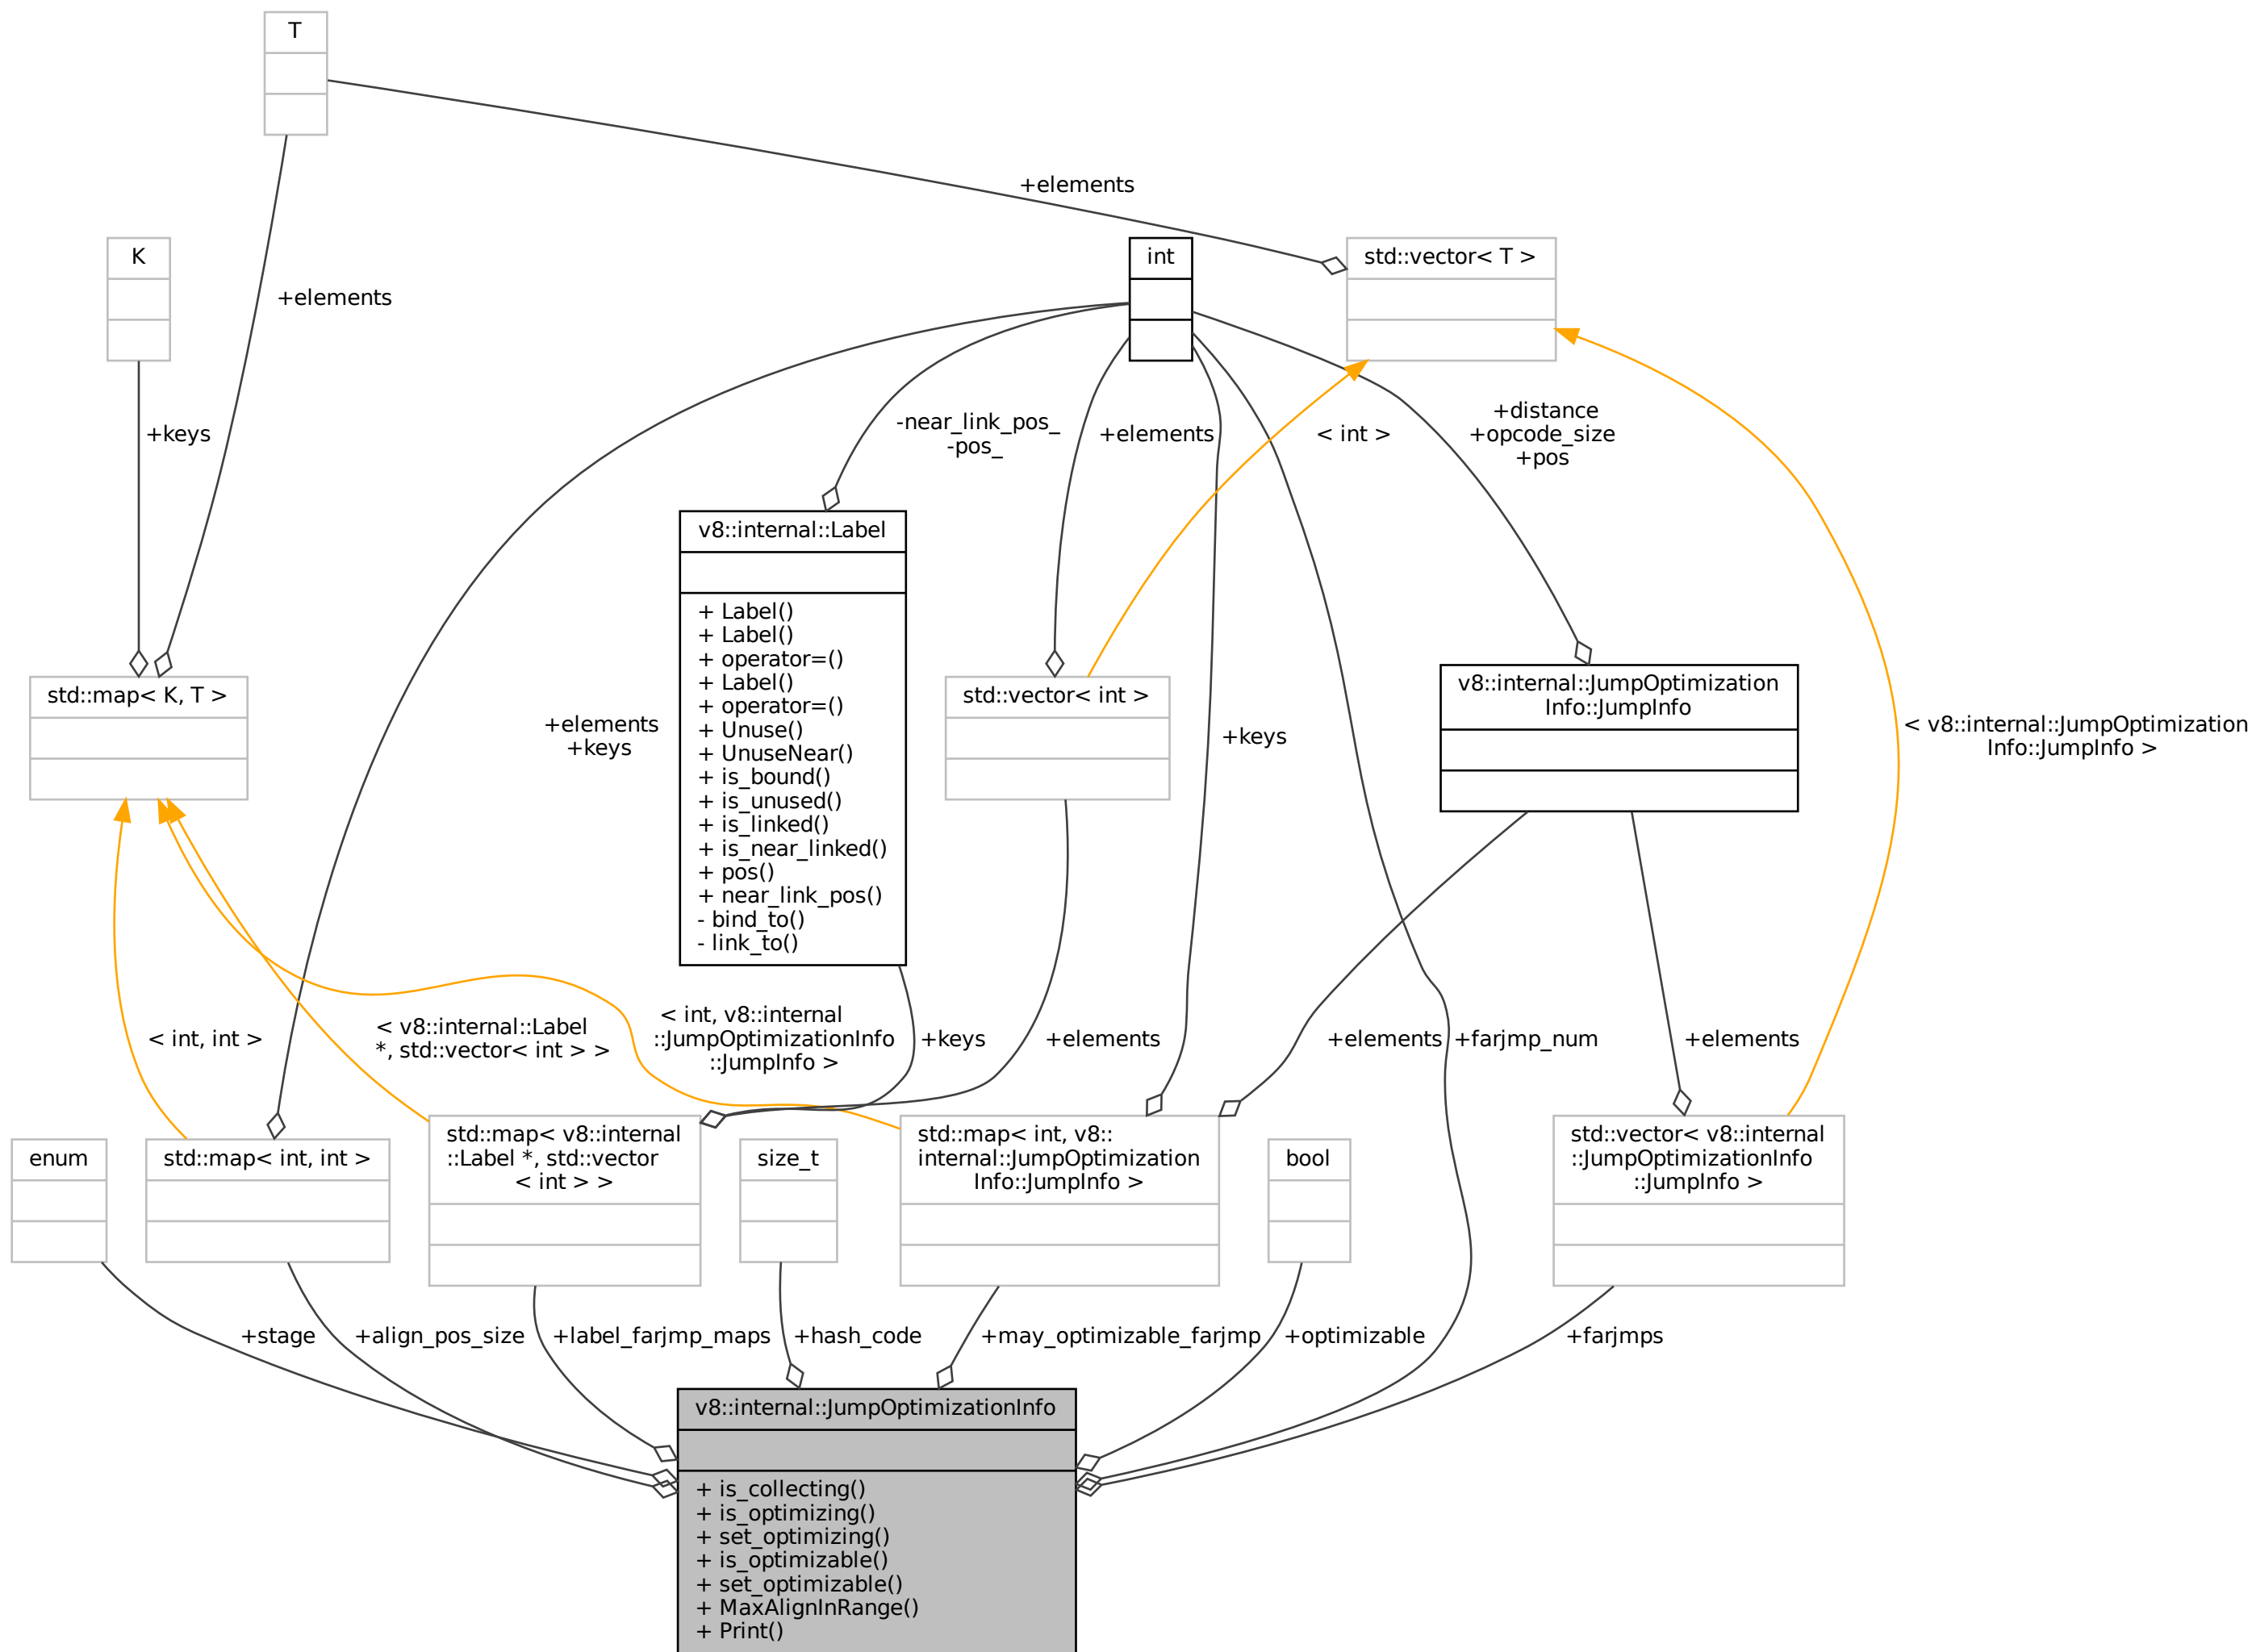 T
+elements
K
int
std::vector< T >
+elements
+keys
-near_link_pos_
-pos_
+elements
< int >
+distance
+opcode_size
+pos
v8::internal::Label
+ Label()
+ Label()
+ operator=()
+ Label()
+ operator=()
+ Unuse()
+ UnuseNear()
+ is_bound()
+ is_unused()
+ is_linked()
+ is_near_linked()
+ pos()
+ near_link_pos()
- bind_to()
- link_to()
std::map< K, T >
+elements
+keys
std::vector< int >
+keys
v8::internal::JumpOptimization
Info::JumpInfo
< v8::internal::JumpOptimization
Info::JumpInfo >
< int, int >
< v8::internal::Label
*, std::vector< int > >
< int, v8::internal
::JumpOptimizationInfo
::JumpInfo >
+keys
+elements
+elements
+farjmp_num
+elements
enum
std::map< int, int >
std::map< v8::internal
::Label *, std::vector
< int > >
size_t
std::map< int, v8::
internal::JumpOptimization
Info::JumpInfo >
bool
std::vector< v8::internal
::JumpOptimizationInfo
::JumpInfo >
+stage
+align_pos_size
+label_farjmp_maps
+hash_code
+may_optimizable_farjmp
+optimizable
+farjmps
v8::internal::JumpOptimizationInfo
+ is_collecting()
+ is_optimizing()
+ set_optimizing()
+ is_optimizable()
+ set_optimizable()
+ MaxAlignInRange()
+ Print()